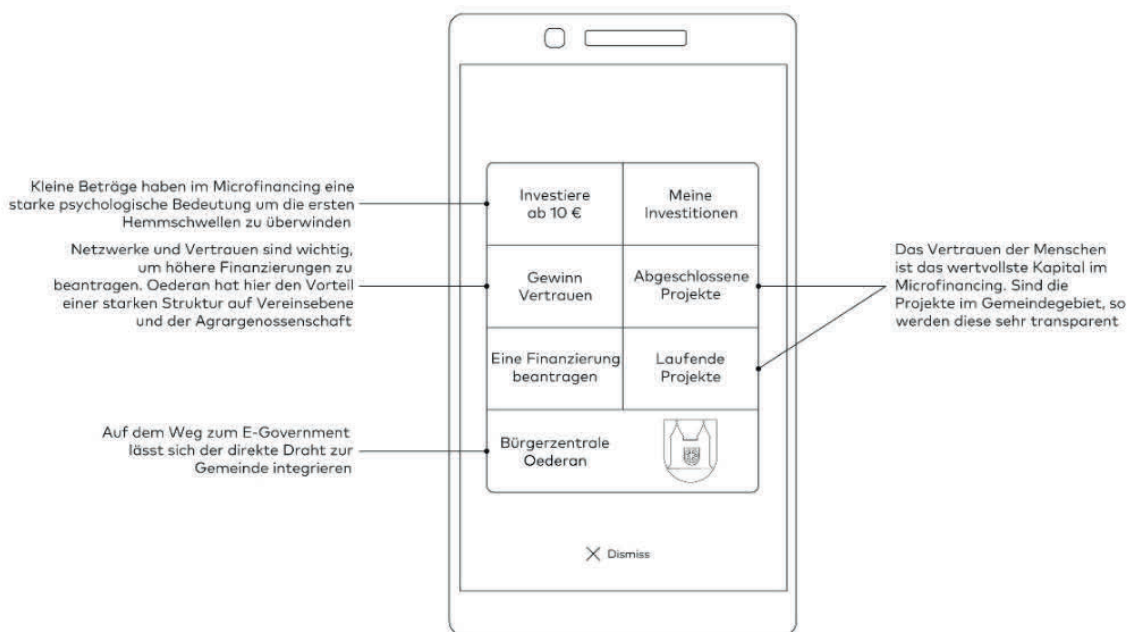 Kleine Beträge haben im Microfinancing eine
starke psychologische Bedeutung um die ersten
Hemmschwellen zu überwinden
Netzwerke und Vertrauen sind wichtig,
um höhere Finanzierungen zu
beantragen. Oederan hat hier den Vorteil
einer starken Struktur auf Vereinsebene
und der Agrargenossenschaft
Auf dem Weg zum E-Government
lässt sich der direkte Draht zur
Gemeinde integrieren
Investiere
ab 10 €
Meine
Investitionen
Gewinn
Vertrauen
Abgeschlossene
Projekte
Eine Finanzierung
beantragen
Laufende
Projekte
Bürgerzentrale
Oederan
Dismiss
Das Vertrauen der Menschen
ist das wertvollste Kapital im
Microfinancing. Sind die
Projekte im Gemeindegebiet, so
werden diese sehr transparent